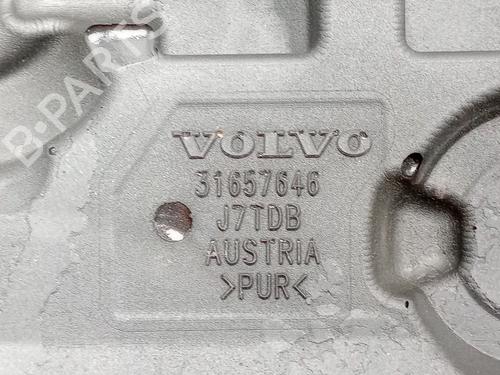 B-PARTS
VOLVO
31657646
J7TDB
AUSTRIA
>PUR<